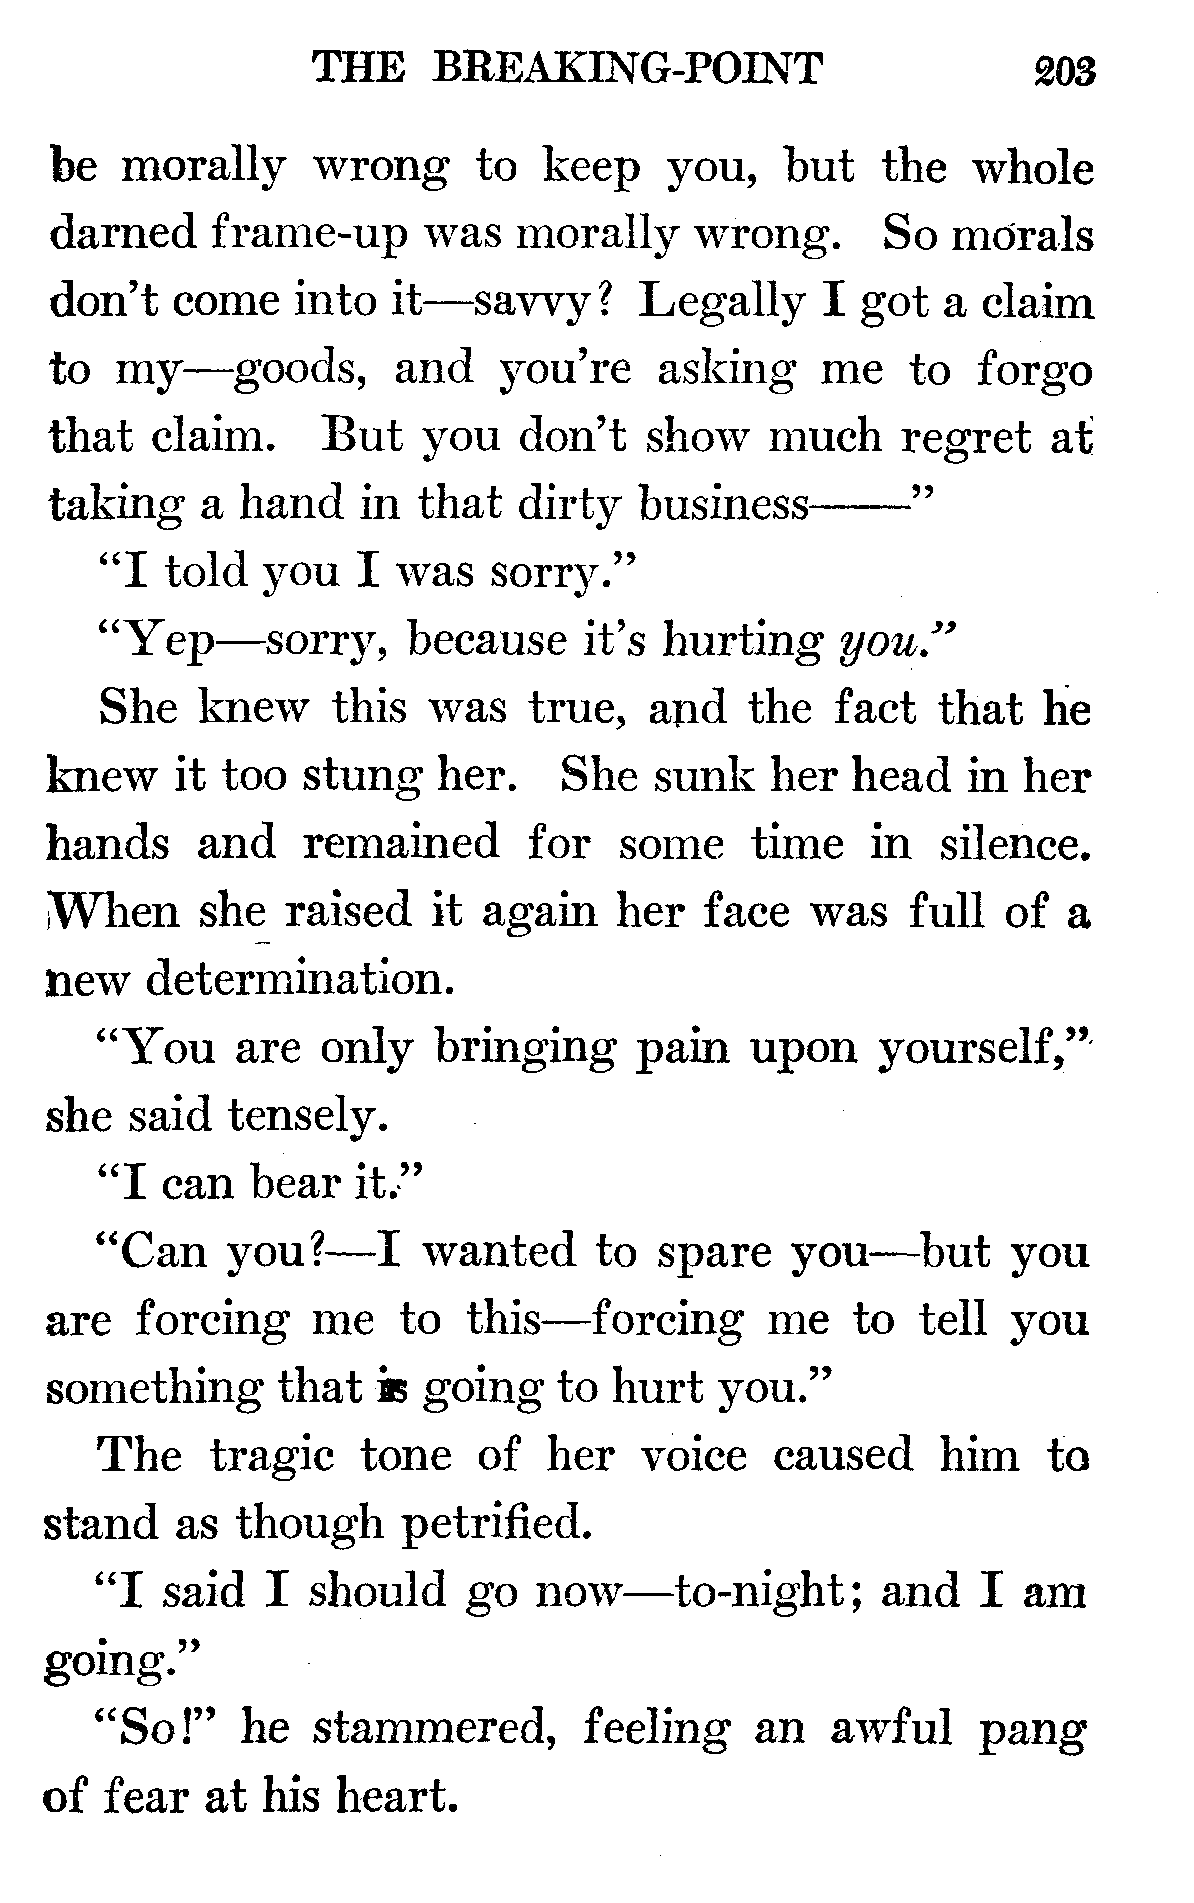 THE BREAKING-POINT 203
be morally wrong to keep you, but the whole
darned frame-up was morally wrong. So morals
don't come into it—savvy? Legally I got a claim
to my—goods, and you're asking me to forgo
that claim. But you don't show much regret at
taking a hand in that dirty business——"
"I told you I was sorry."
"Yep—sorry, because it's hurting you."
She knew this was true, and the fact that he
knew it too stung her. She sunk her head in her
hands and remained for some time in silence.
When she raised it again her face was full of a
new determination.
"You are only bringing pain upon yourself,"
she said tensely.
"I can bear it."
"Can you?—I wanted to spare you—but you
are forcing me to this—forcing me to tell you
something that is going to hurt you."
The tragic tone of her voice caused him to
stand as though petrified.
"I said I should go now—to-night; and I am
going."
"So!" he stammered, feeling an awful pang
of fear at his heart.